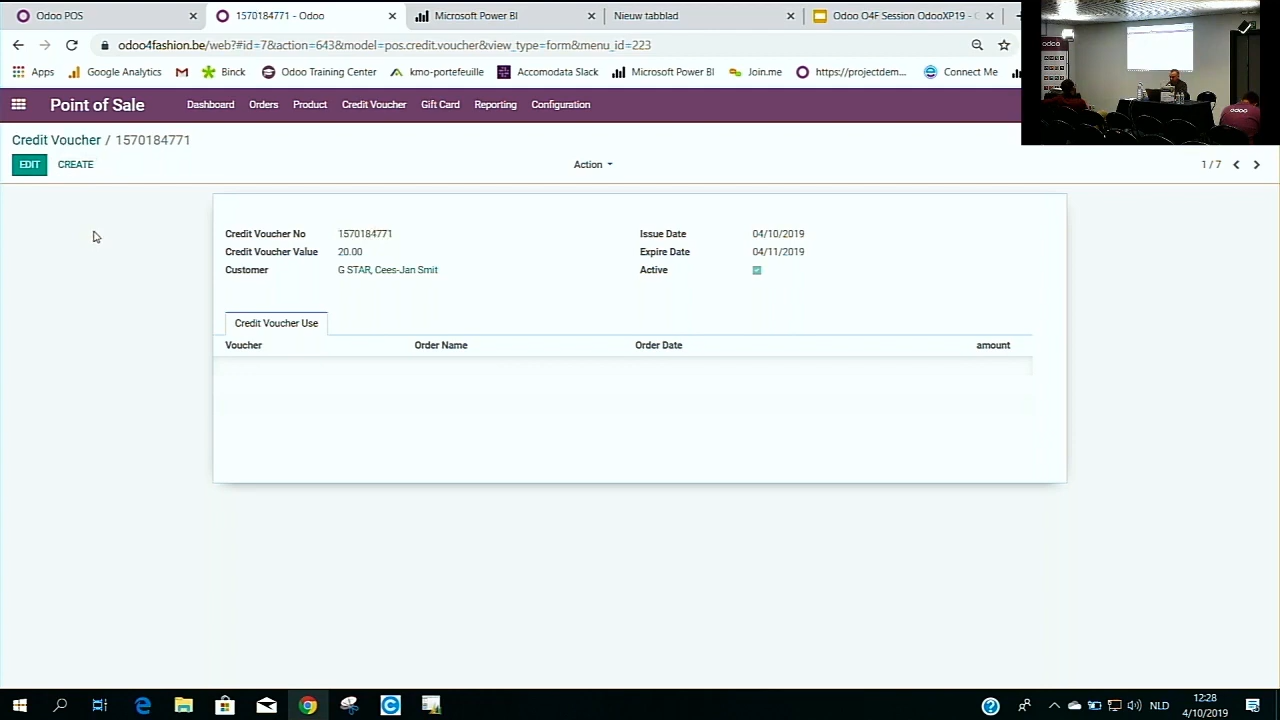 Odoo POS
1570184771 - Odoo
Microsoft Power BI
Nieuw tabblad
Odoo O4F Session OdooXP19 -
odoo4fashion.be/web?#id=7&action=643&model=pos.credit.voucher&view_type=form&menu_id=223
Apps
Google Analytics
Binck
Odoo Training Center
kmo-portefeuille
Accomodata Slack
Microsoft Power BI
Join.me
https://projectdem...
Connect Me
Point of Sale
Dashboard
Orders
Product
Credit Voucher
Gift Card
Reporting
Configuration
Credit Voucher / 1570184771
EDIT
CREATE
Action
1 / 7
Credit Voucher No 1570184771
Issue Date 04/10/2019
Credit Voucher Value 20.00
Expire Date 04/11/2019
Customer G STAR, Cees-Jan Smit
Active
Credit Voucher Use
Voucher
Order Name
Order Date
amount
NLD
12:28
4/10/2019
odoo
odoo